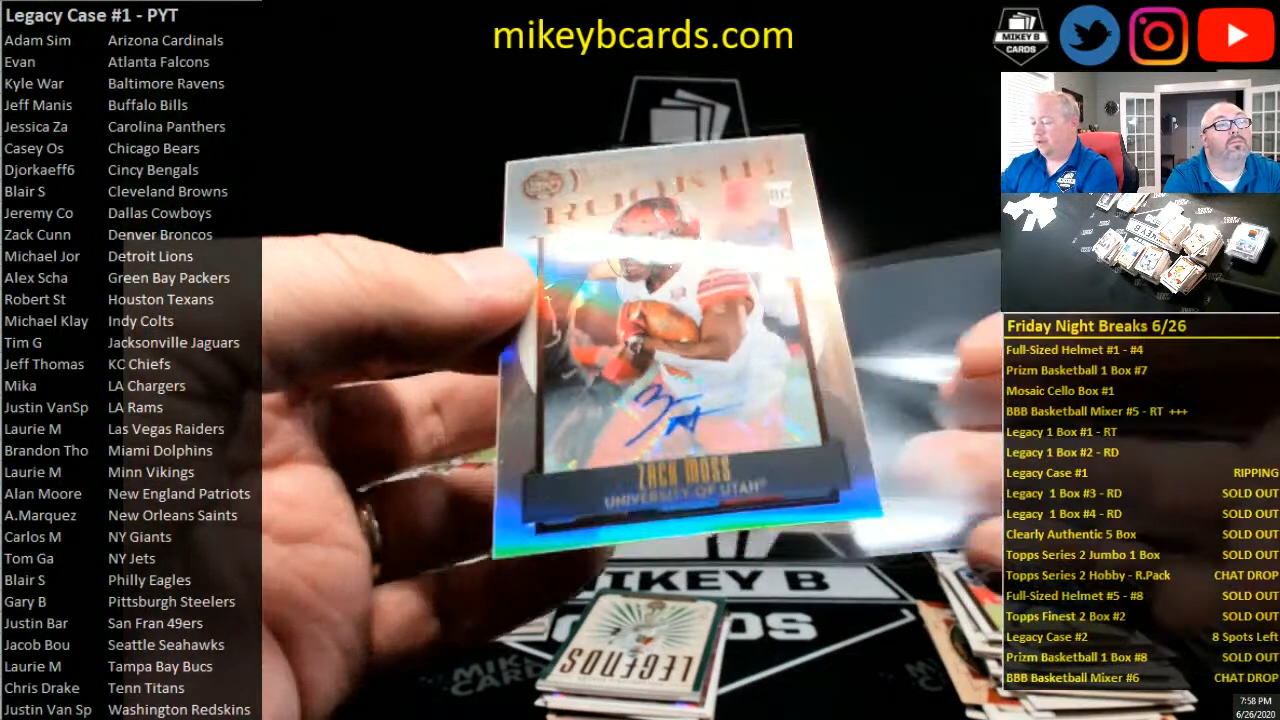 Legacy Case #1 - PYT
Adam Sim Arizona Cardinals
Evan Atlanta Falcons
Kyle War Baltimore Ravens
Jeff Manis Buffalo Bills
Jessica Za Carolina Panthers
Casey Os Chicago Bears
Djorkaeff6 Cincy Bengals
Blair S Cleveland Browns
Jeremy Co Dallas Cowboys
Zack Cunn Denver Broncos
Michael Jor Detroit Lions
Alex Scha Green Bay Packers
Robert St Houston Texans
Michael Klay Indy Colts
Tim G Jacksonville Jaguars
Jeff Thomas KC Chiefs
Mika LA Chargers
Justin VanSp LA Rams
Laurie M Las Vegas Raiders
Brandon Tho Miami Dolphins
Laurie M Minn Vikings
Alan Moore New England Patriots
A.Marquez New Orleans Saints
Carlos M NY Giants
Tom Ga NY Jets
Blair S Philly Eagles
Gary B Pittsburgh Steelers
Justin Bar San Fran 49ers
Jacob Bou Seattle Seahawks
Laurie M Tampa Bay Bucs
Chris Drake Tenn Titans
Justin Van Sp Washington Redskins
mikeybcards.com
RC
ZACK MOSS
UNIVERSITY OF UTAH
MIKEY B
LEGENDS
MIKEY B
CARDS
Friday Night Breaks 6/26
Full-Sized Helmet #1 - #4
Prizm Basketball 1 Box #7
Mosaic Cello Box #1
BBB Basketball Mixer #5 - RT +++
Legacy 1 Box #1 - RT
Legacy 1 Box #2 - RD
Legacy Case #1 RIPPING
Legacy 1 Box #3 - RD SOLD OUT
Legacy 1 Box #4 - RD SOLD OUT
Clearly Authentic 5 Box SOLD OUT
Topps Series 2 Jumbo 1 Box SOLD OUT
Topps Series 2 Hobby - R.Pack CHAT DROP
Full-Sized Helmet #5 - #8 SOLD OUT
Topps Finest 2 Box #2 SOLD OUT
Legacy Case #2 8 Spots Left
Prizm Basketball 1 Box #8 SOLD OUT
BBB Basketball Mixer #6 CHAT DROP
7:58 PM
6/26/2020